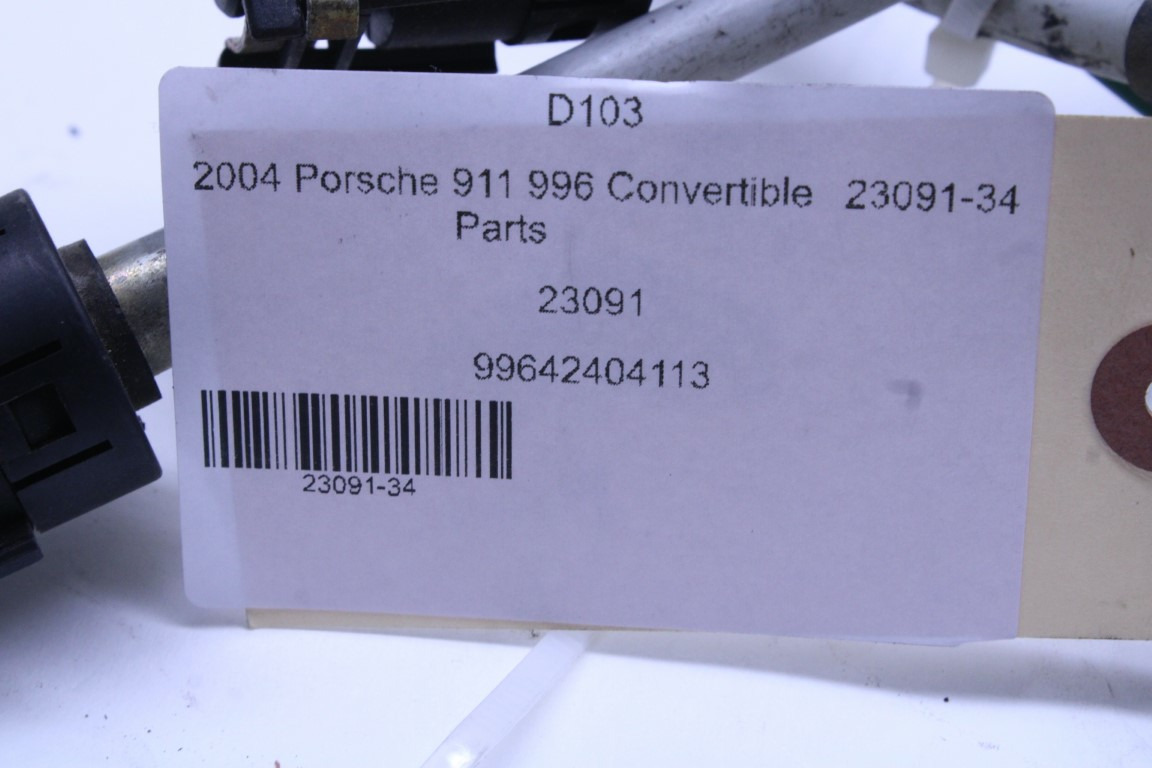 D103
2004 Porsche 911 996 Convertible 23091-34
Parts
23091
99642404113
23091-34